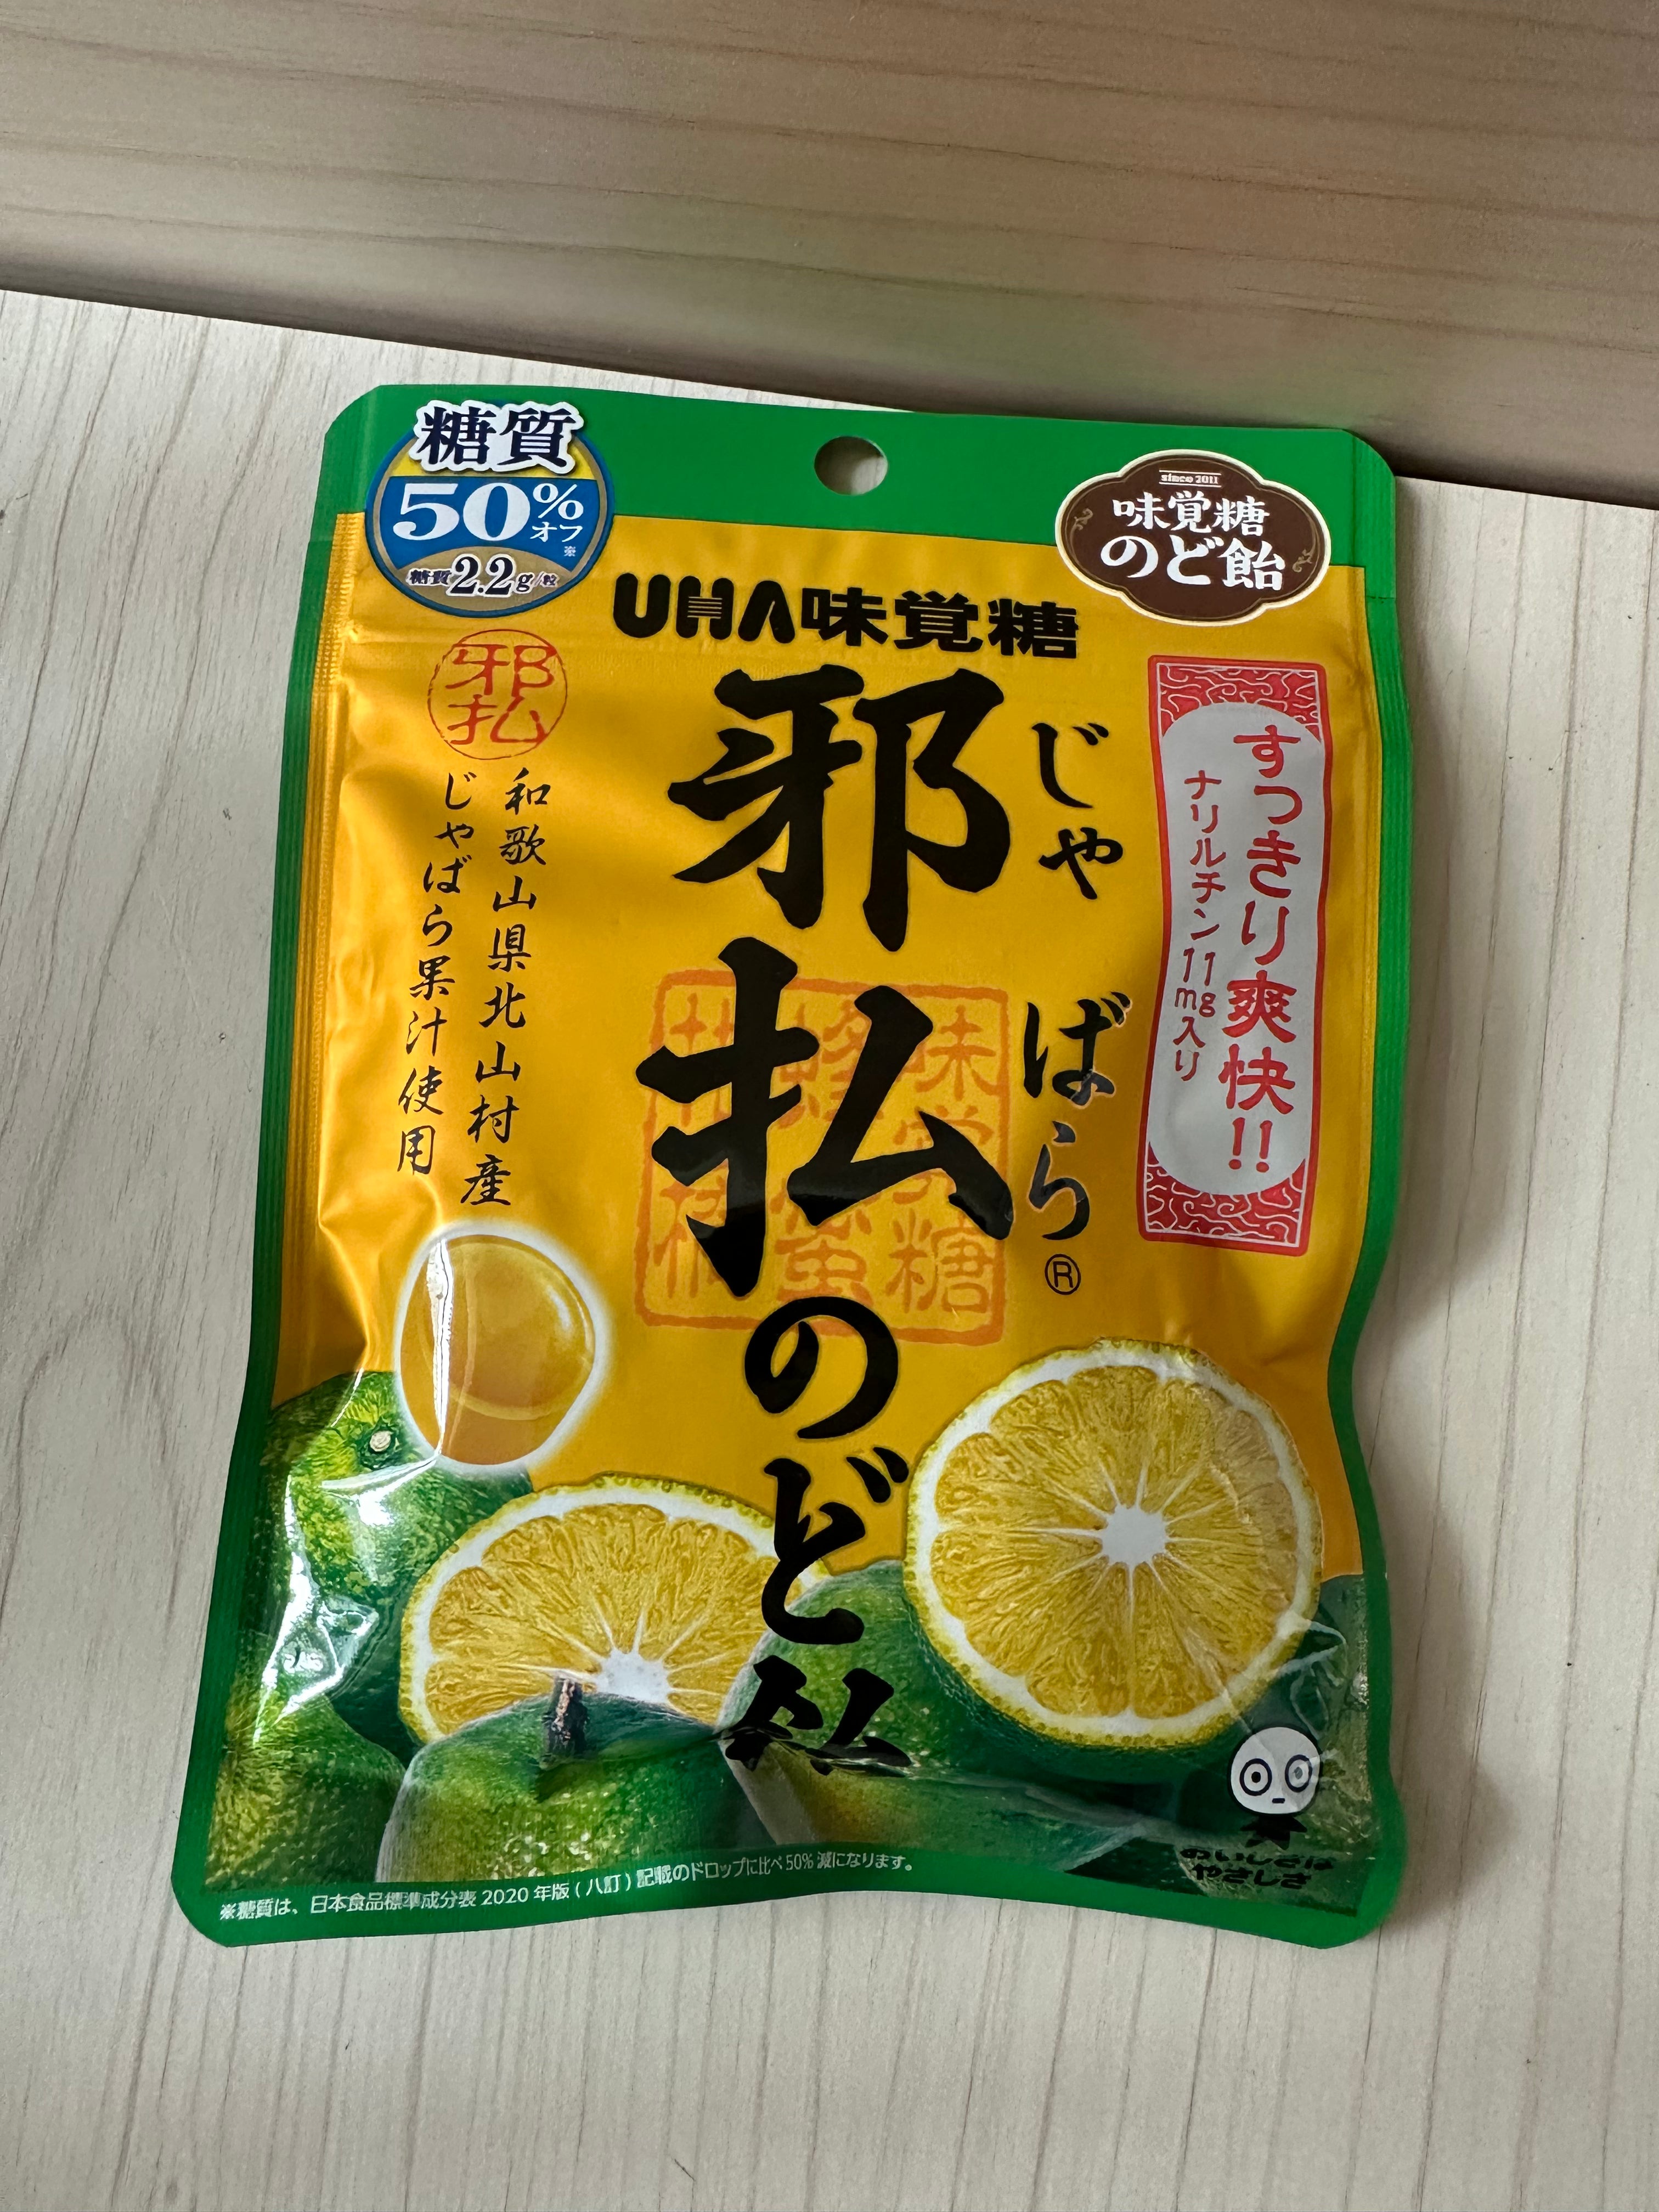 糖質
50%オフ※
糖質2.2g/粒
since 2011
味覚糖
のど飴
UHA味覚糖
邪払のど飴
じゃばら®
すっきり爽快!!
ナリルチン11mg入り
邪払
和歌山県北山村産
じゃばら果汁使用
味覚糖
おいしさは
やさしさ
※糖質は、日本食品標準成分表2020年版(八訂)記載のドロップに比べ50%減になります。